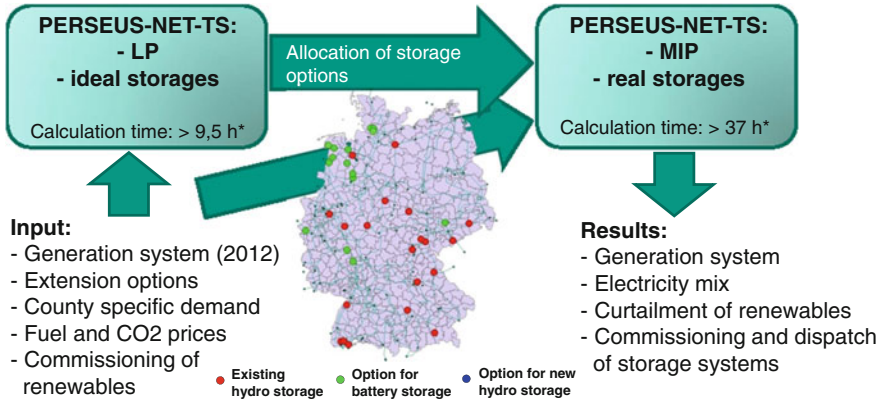 PERSEUS-NET-TS:
- LP
- ideal storages
Calculation time: > 9,5 h*
Allocation of storage
options
PERSEUS-NET-TS:
- MIP
- real storages
Calculation time: > 37 h*
Input:
- Generation system (2012)
- Extension options
- County specific demand
- Fuel and CO2 prices
- Commissioning of
renewables
Results:
- Generation system
- Electricity mix
- Curtailment of renewables
- Commissioning and dispatch
of storage systems
Existing
hydro storage
Option for
battery storage
Option for new
hydro storage